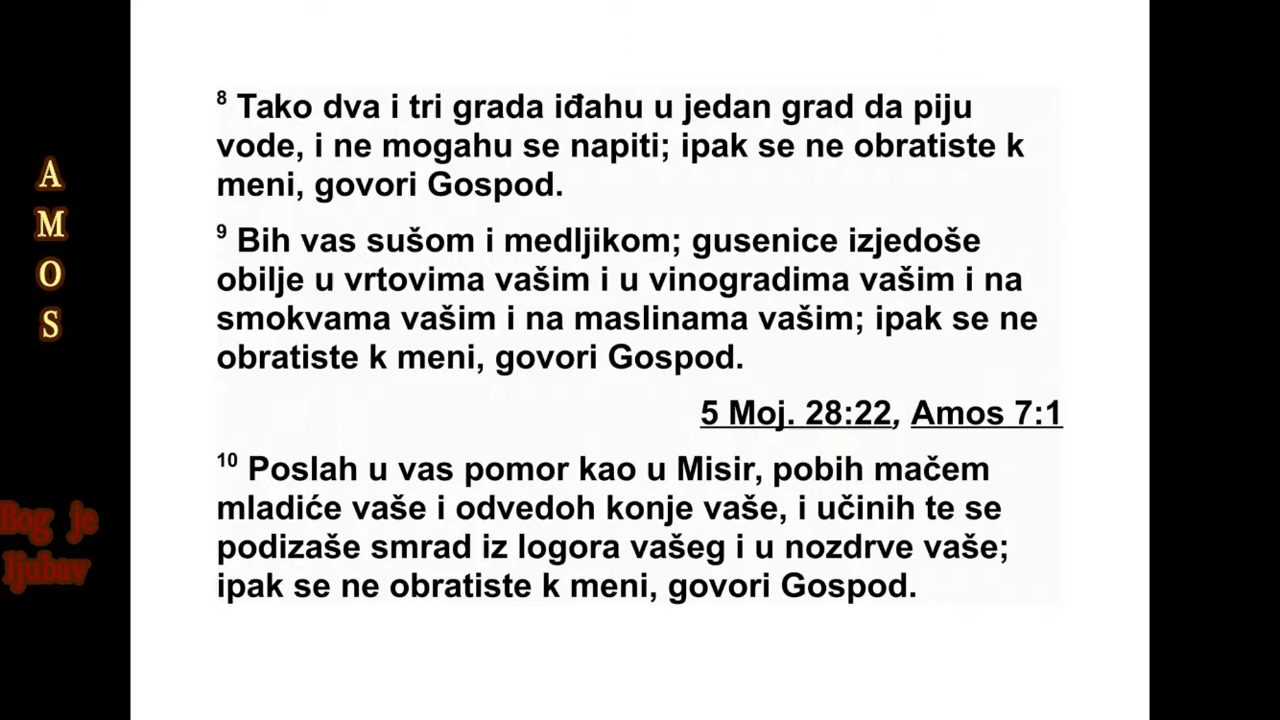 A
M
O
S
Bog je
ljubav
8 Tako dva i tri grada iđahu u jedan grad da piju
vode, i ne mogahu se napiti; ipak se ne obratiste k
meni, govori Gospod.
9 Bih vas sušom i medljikom; gusenice izjedoše
obilje u vrtovima vašim i u vinogradima vašim i na
smokvama vašim i na maslinama vašim; ipak se ne
obratiste k meni, govori Gospod.
5 Moj. 28:22, Amos 7:1
10 Poslah u vas pomor kao u Misir, pobih mačem
mladiće vaše i odvedoh konje vaše, i učinih te se
podizaše smrad iz logora vašeg i u nozdrve vaše;
ipak se ne obratiste k meni, govori Gospod.